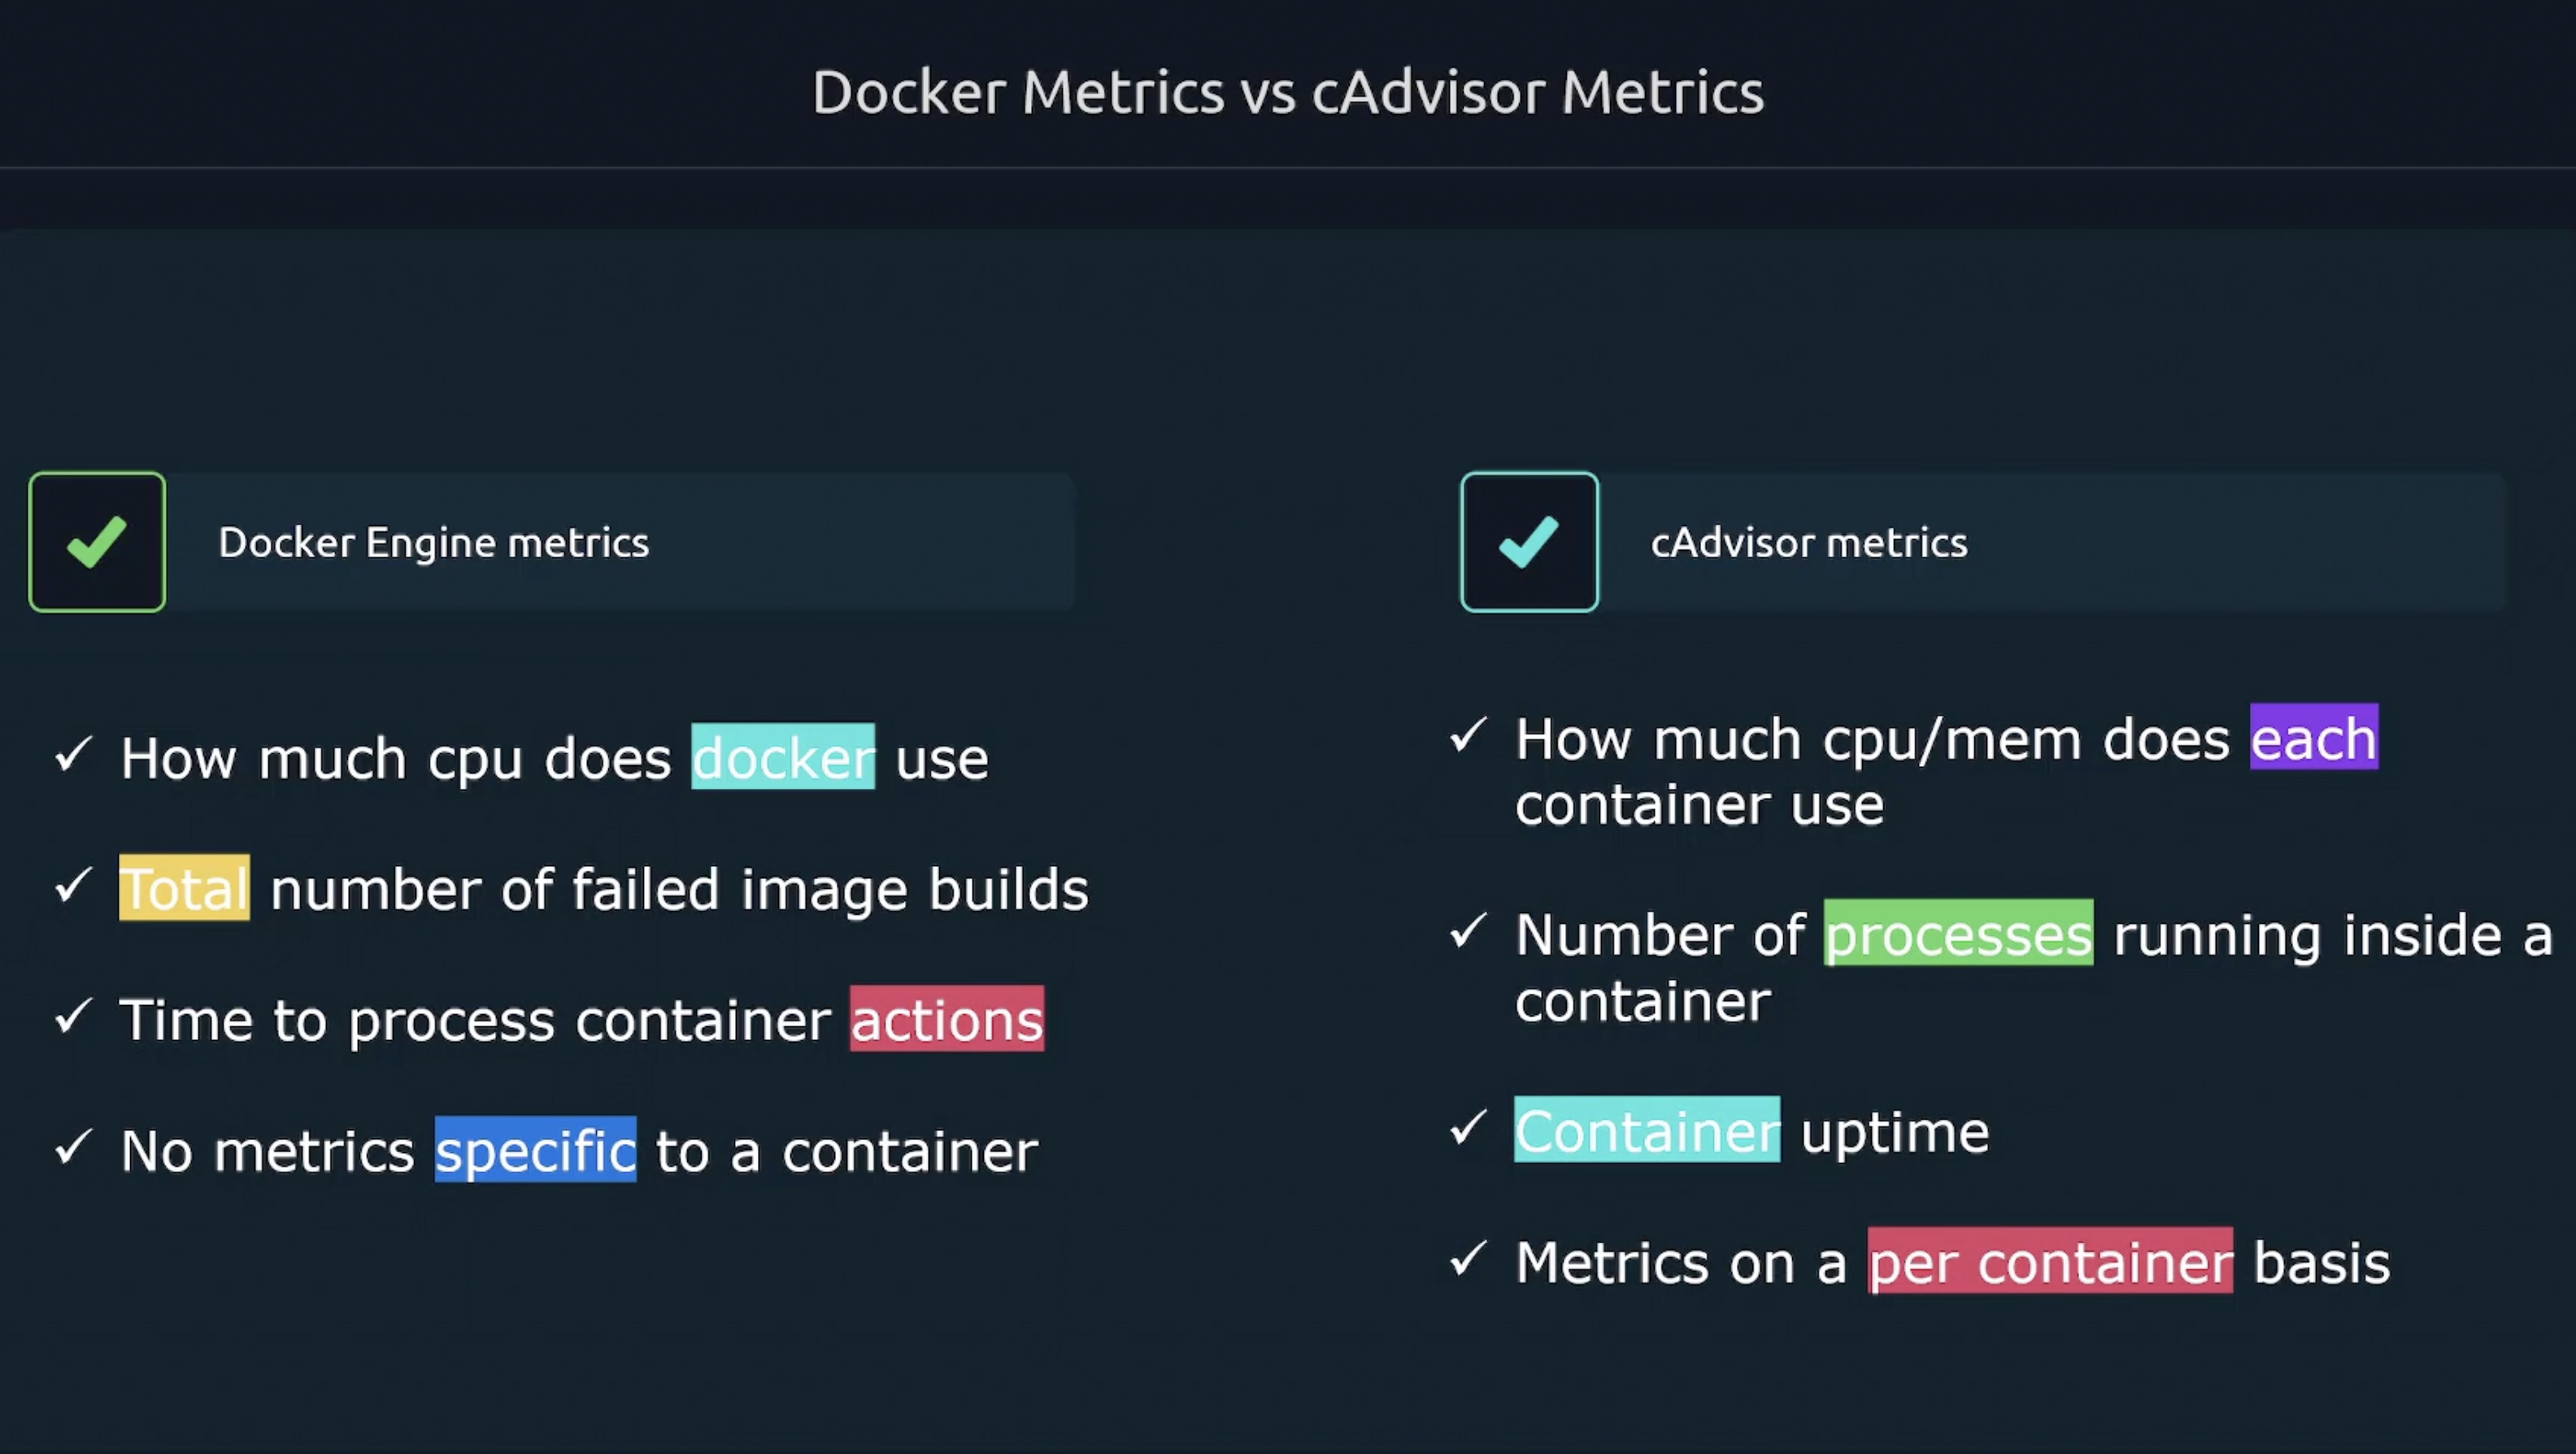 Docker Metrics vs cAdvisor Metrics
Docker Engine metrics
How much cpu does docker use
Total number of failed image builds
Time to process container actions
No metrics specific to a container
cAdvisor metrics
How much cpu/mem does each
container use
Number of processes running inside a
container
Container uptime
Metrics on a per container basis